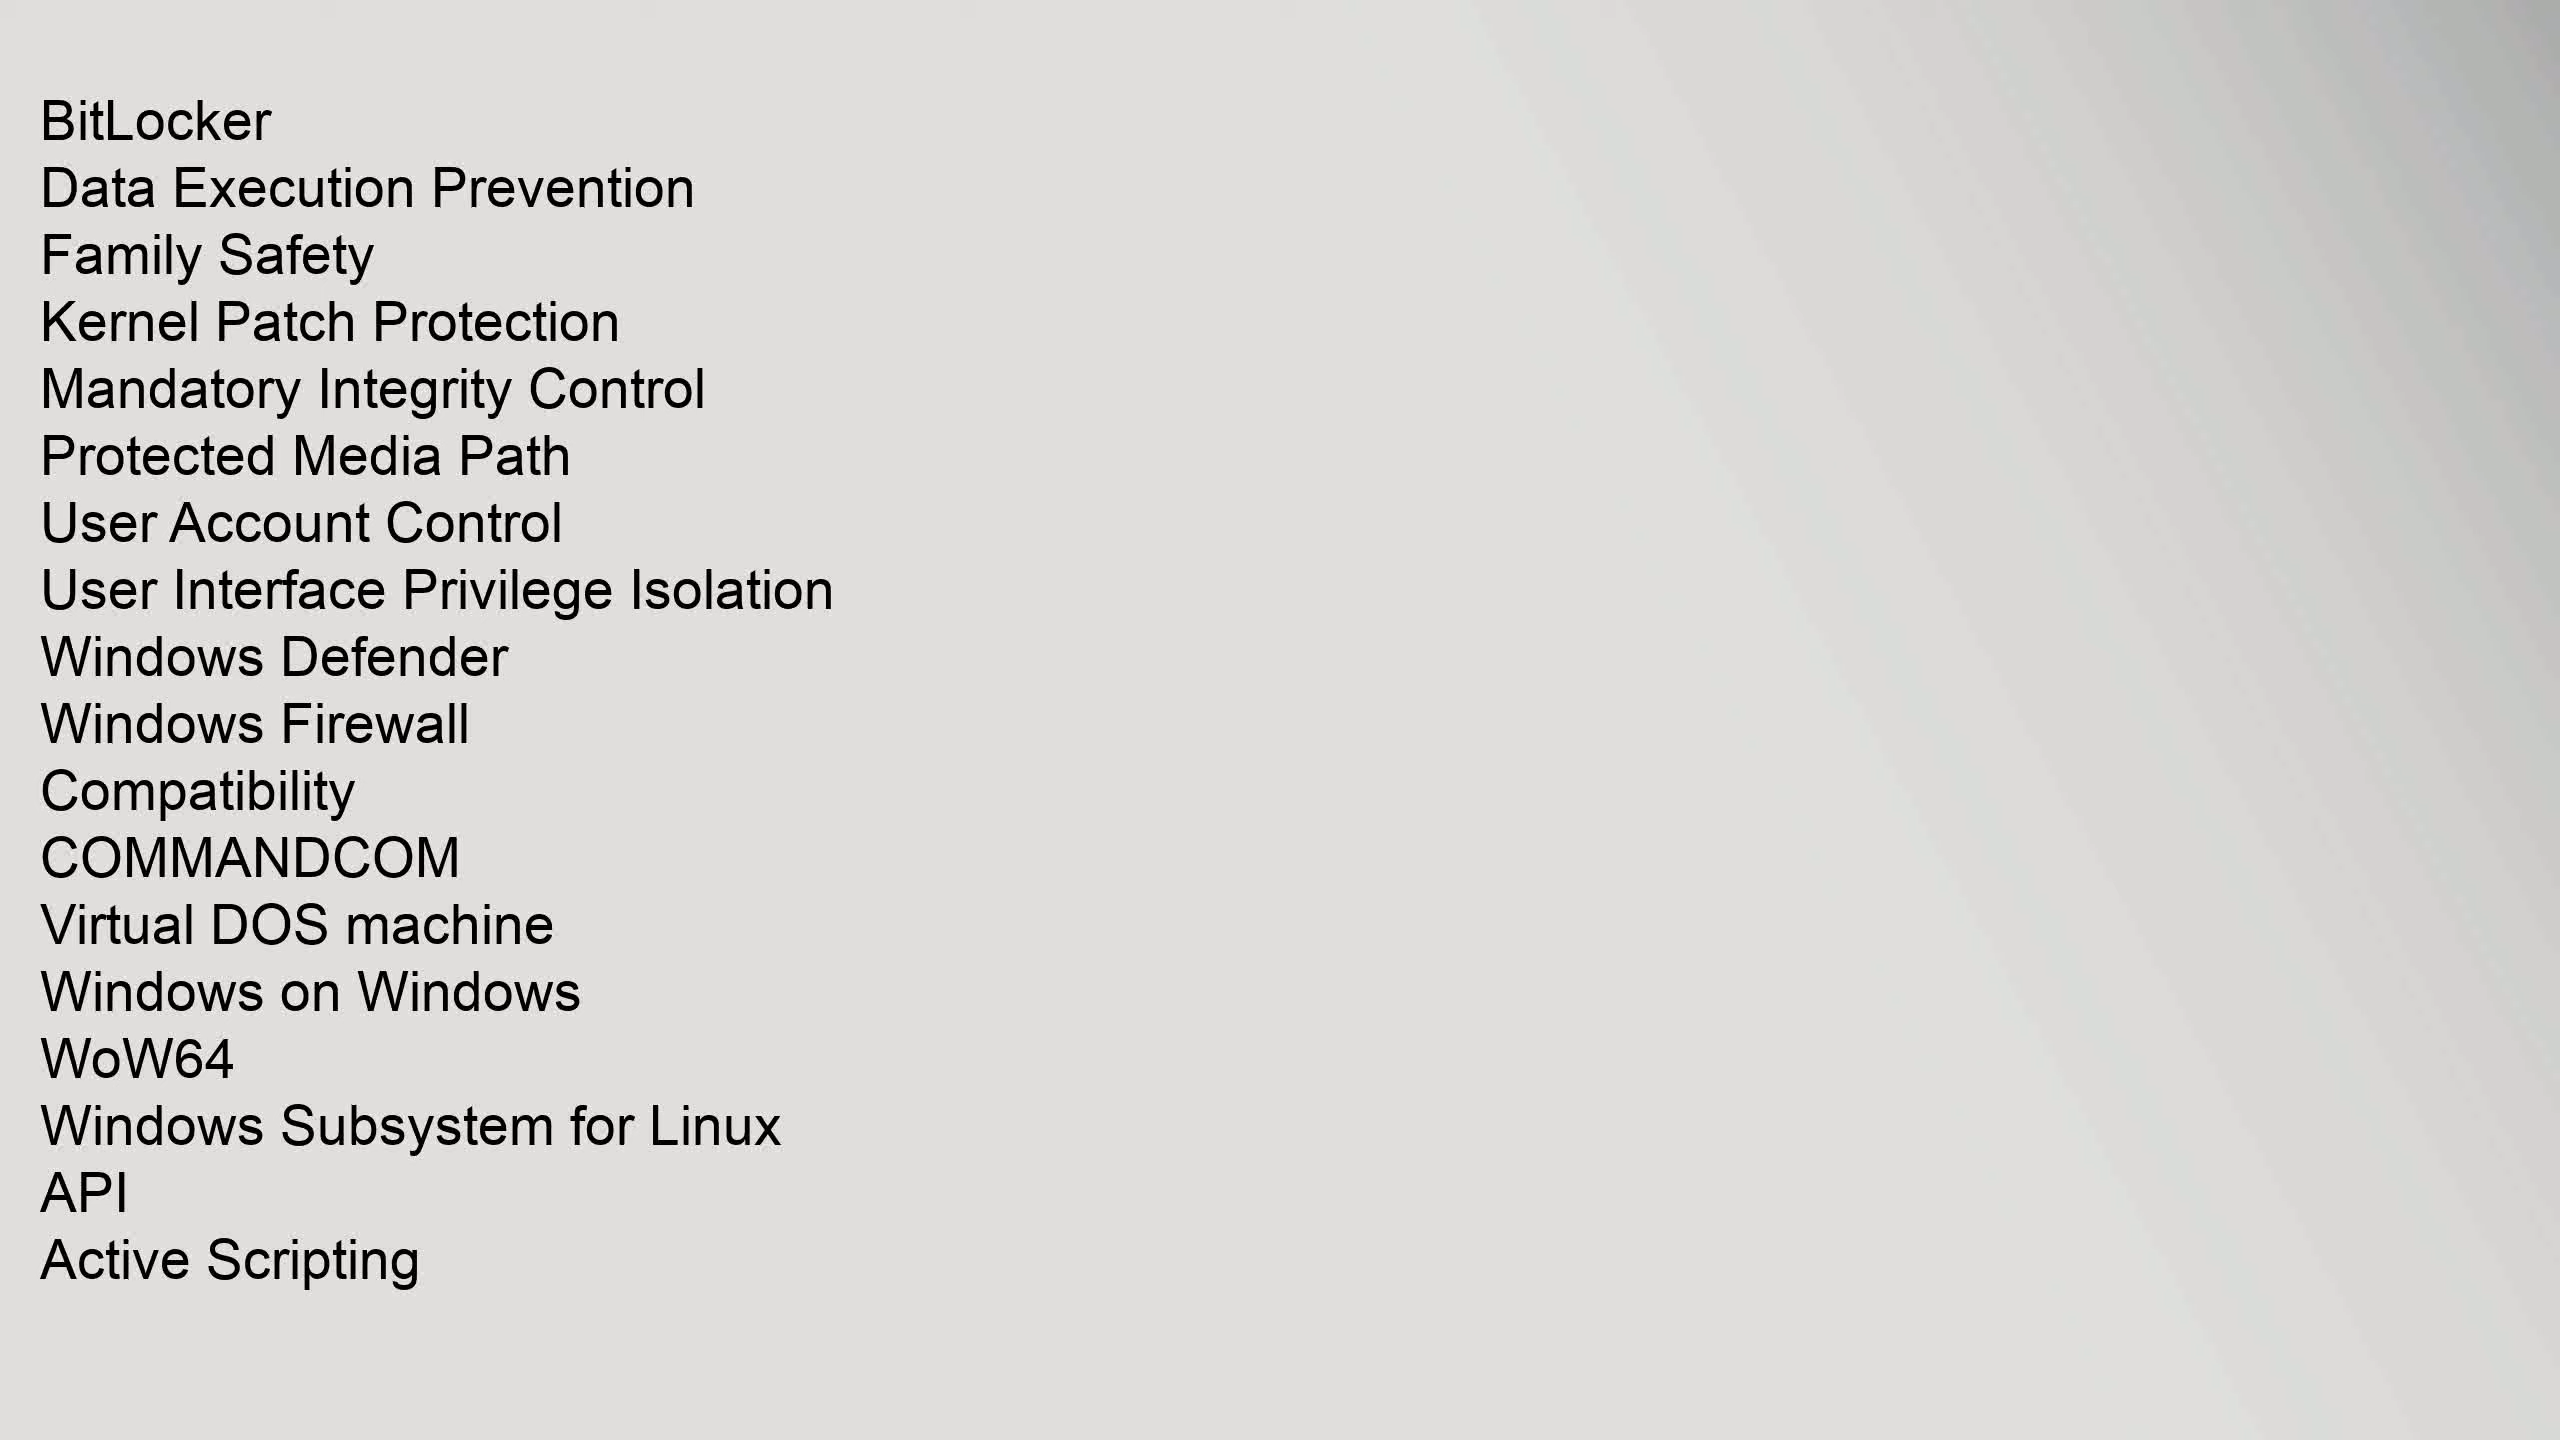 BitLocker
Data Execution Prevention
Family Safety
Kernel Patch Protection
Mandatory Integrity Control
Protected Media Path
User Account Control
User Interface Privilege Isolation
Windows Defender
Windows Firewall
Compatibility
COMMANDCOM
Virtual DOS machine
Windows on Windows
WoW64
Windows Subsystem for Linux
API
Active Scripting